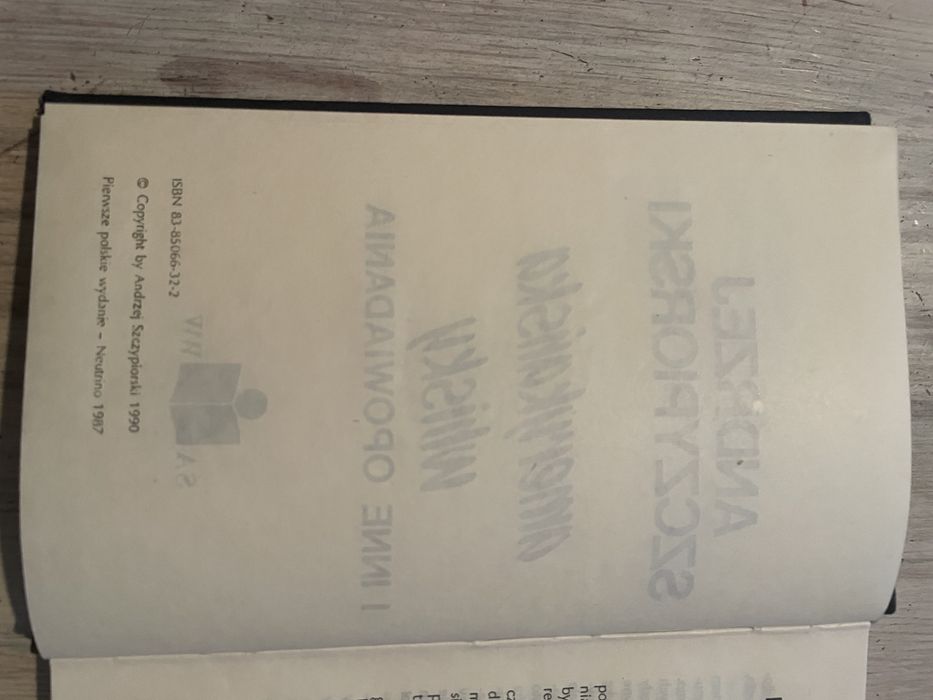 ANDRZEJ
SZCZYPIORSKI
amerykańska
whisky
I INNE OPOWIADANIA
ISBN 83-85066-32-2
© Copyright by Andrzej Szczypiorski 1990
Pierwsze polskie wydanie – Neutrino 1987